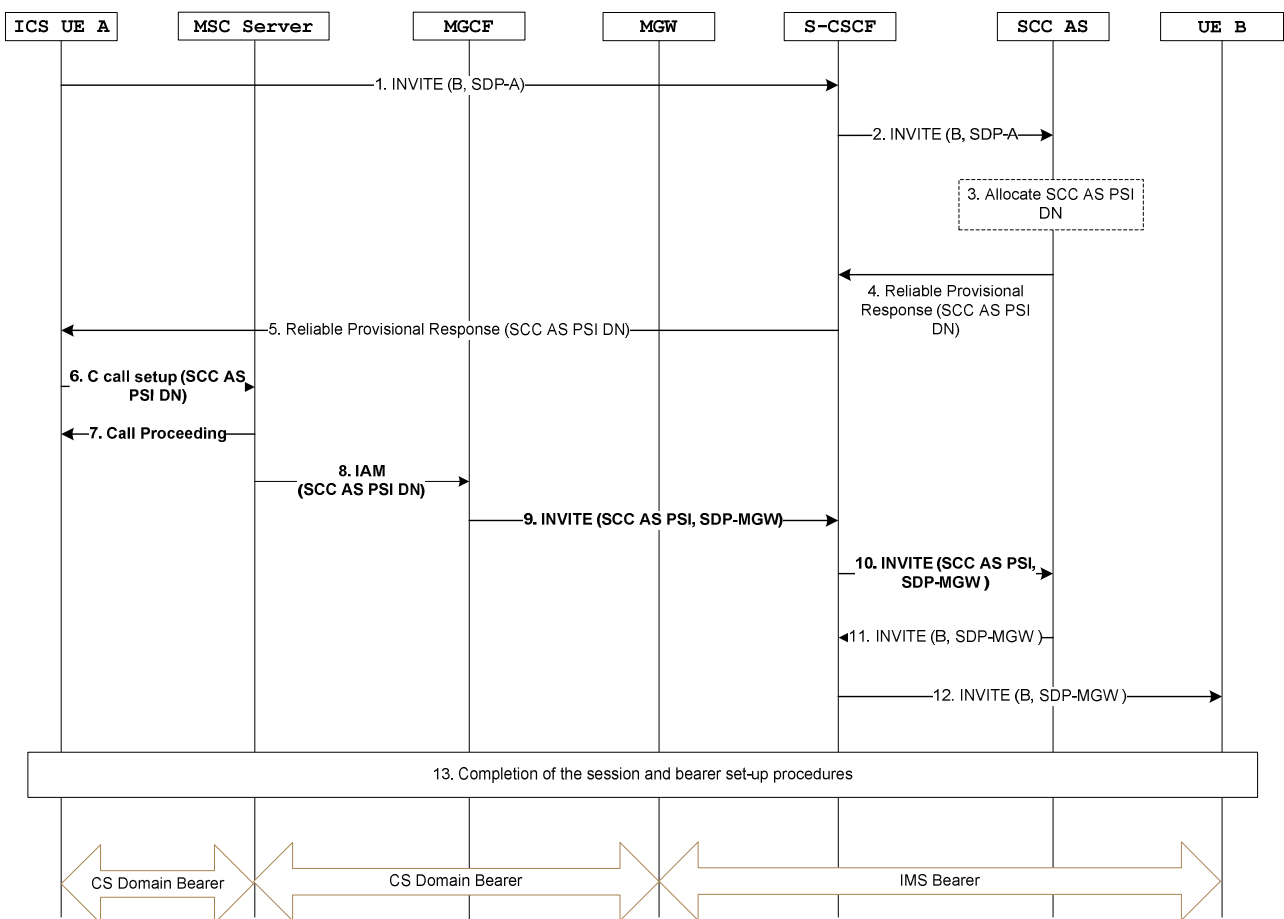 ICS UE A
MSC Server
MGCF
MGW
S-CSCF
SCC AS
UE B
1. INVITE (B, SDP-A)
2. INVITE (B, SDP-A
3. Allocate SCC AS PSI
DN
4. Reliable Provisional
Response (SCC AS PSI
DN)
5. Reliable Provisional Response (SCC AS PSI DN)
6. C call setup (SCC AS
PSI DN)
7. Call Proceeding
8. IAM
(SCC AS PSI DN)
9. INVITE (SCC AS PSI, SDP-MGW)
10. INVITE (SCC AS PSI,
SDP-MGW )
11. INVITE (B, SDP-MGW )
12. INVITE (B, SDP-MGW )
13. Completion of the session and bearer set-up procedures
CS Domain Bearer
CS Domain Bearer
IMS Bearer